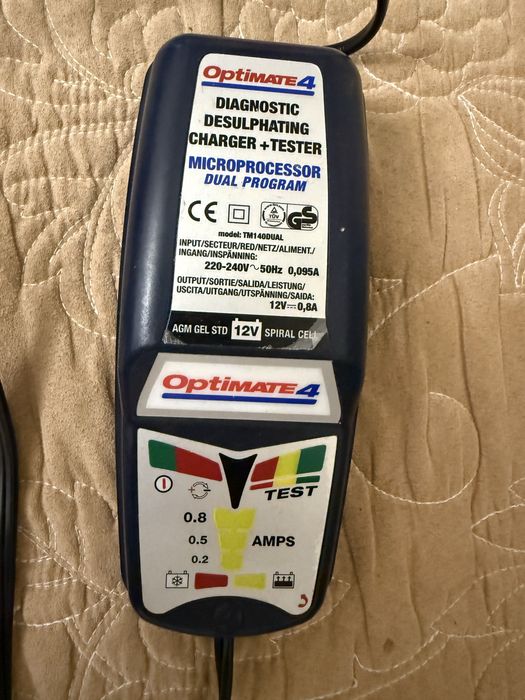 OptiMATE4
DIAGNOSTIC
DESULPHATING
CHARGER +TESTER
MICROPROCESSOR
DUAL PROGRAM
CE TÜV GS
model: TM140DUAL
INPUT/SECTEUR/RED/NETZ/ALIMENT./
INGANG/INSPÄNNING:
220-240V~50Hz 0,095A
OUTPUT/SORTIE/SALIDA/LEISTUNG/
USCITA/UITGANG/UTSPÄNNING/SAIDA:
12V⎓0,8A
AGM GEL STD 12V SPIRAL CELL
OptiMATE4
TEST
0.8
0.5 AMPS
0.2